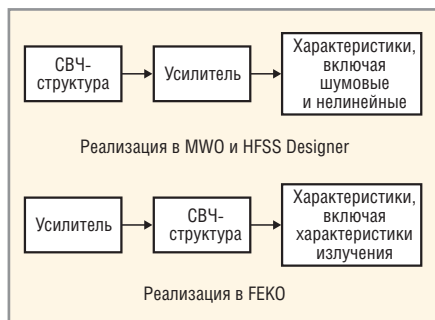 СВЧ-
структура
Усилитель
Характеристики,
включая
шумовые
и нелинейные
Реализация в MWO и HFSS Designer
Усилитель
СВЧ-
структура
Характеристики,
включая
характеристики
излучения
Реализация в FEKO